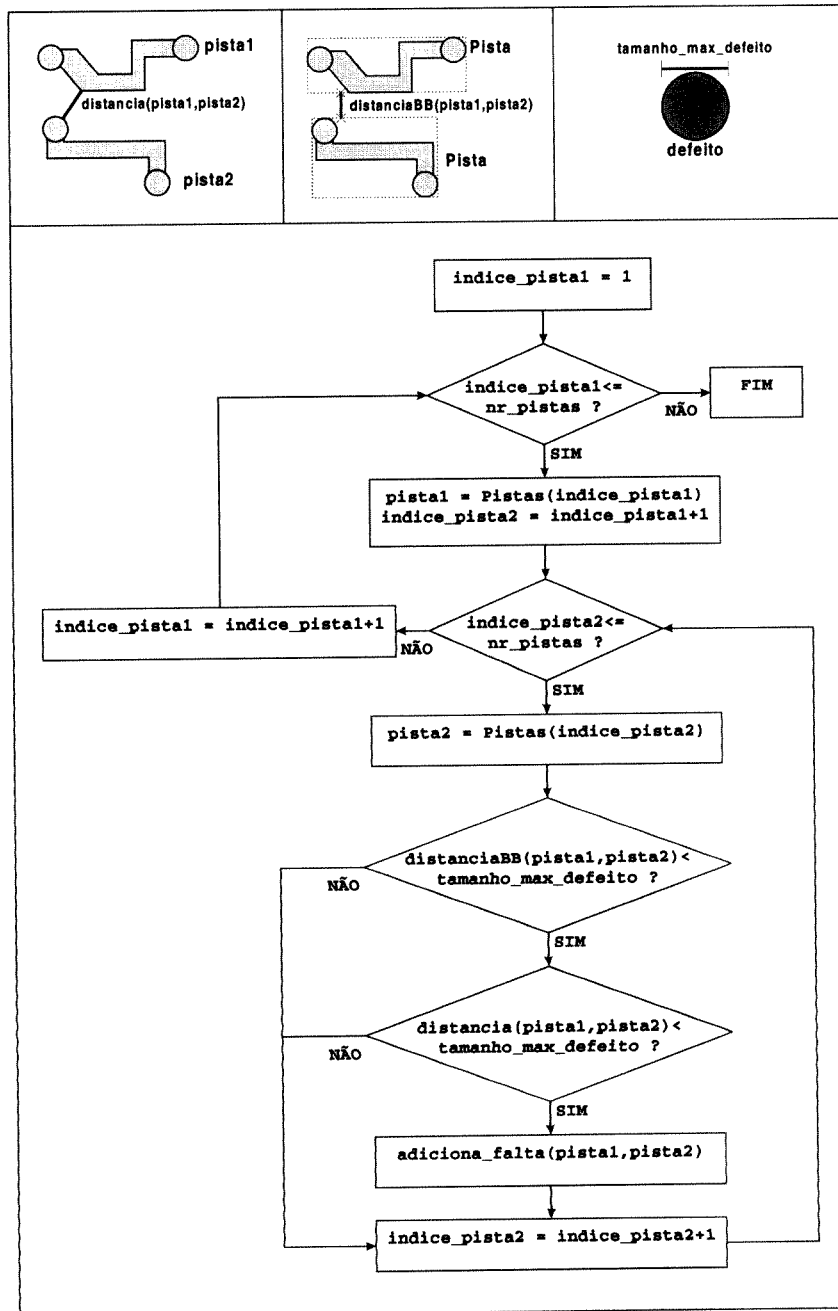 pista1
distancia(pista1,pista2)
pista2
Pista
distanciaBB(pista1,pista2)
Pista
tamanho_max_defeito
defeito
indice_pista1 = 1
indice_pista1<=
nr_pistas ?
NÃO
FIM
SIM
pista1 = Pistas(indice_pista1)
indice_pista2 = indice_pista1+1
indice_pista1 = indice_pista1+1
NÃO
indice_pista2<=
nr_pistas ?
SIM
pista2 = Pistas(indice_pista2)
distanciaBB(pista1,pista2)<
tamanho_max_defeito ?
NÃO
SIM
distancia(pista1,pista2)<
tamanho_max_defeito ?
NÃO
SIM
adiciona_falta(pista1,pista2)
indice_pista2 = indice_pista2+1